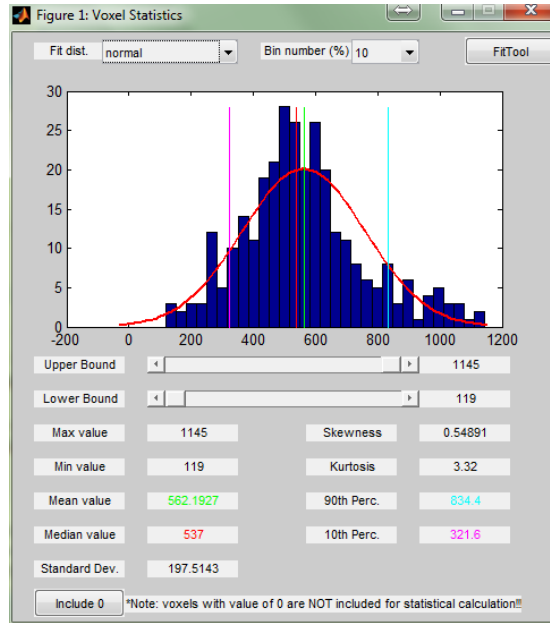 Figure 1: Voxel Statistics
Fit dist. normal Bin number (%) 10 FitTool
30
25
20
15
10
5
0
-200 0 200 400 600 800 1000 1200
Upper Bound 1145
Lower Bound 119
Max value 1145 Skewness 0.54891
Min value 119 Kurtosis 3.32
Mean value 562.1927 90th Perc. 834.4
Median value 537 10th Perc. 321.6
Standard Dev. 197.5143
Include 0 *Note: voxels with value of 0 are NOT included for statistical calculation!!